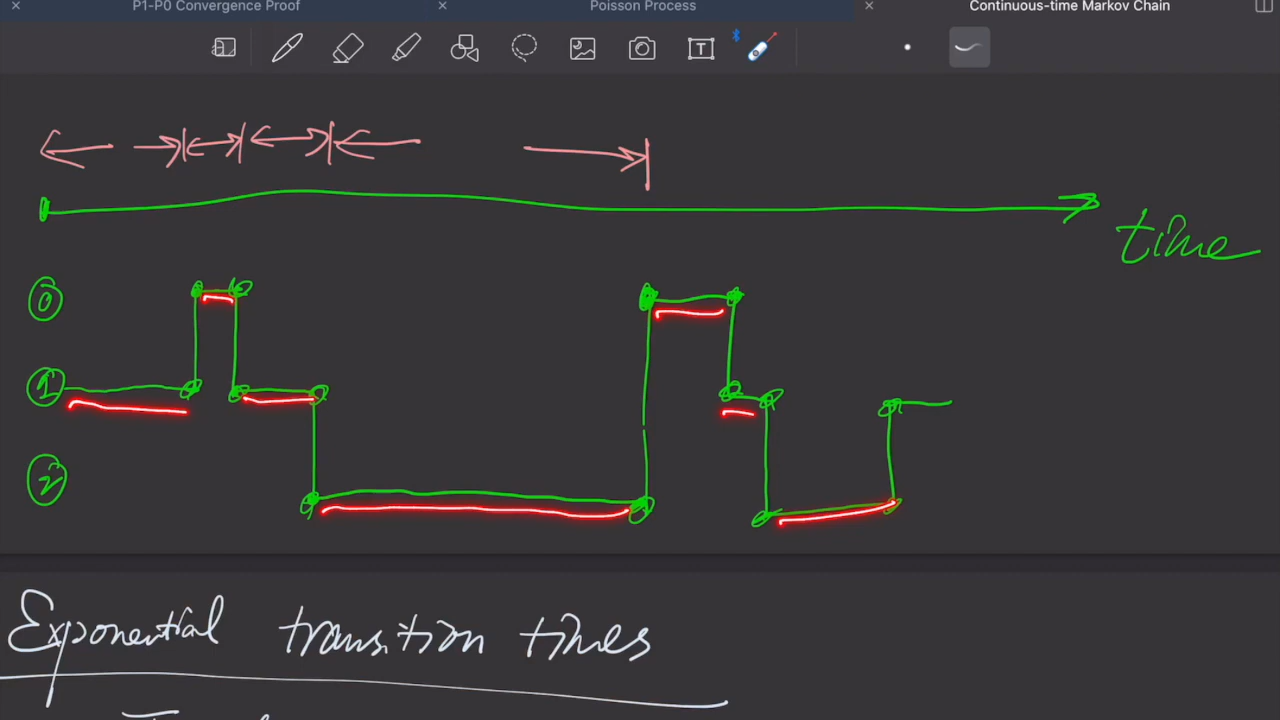 P1-P0 Convergence Proof
Poisson Process
Continuous-time Markov Chain
T
time
0
1
2
Exponential transition times